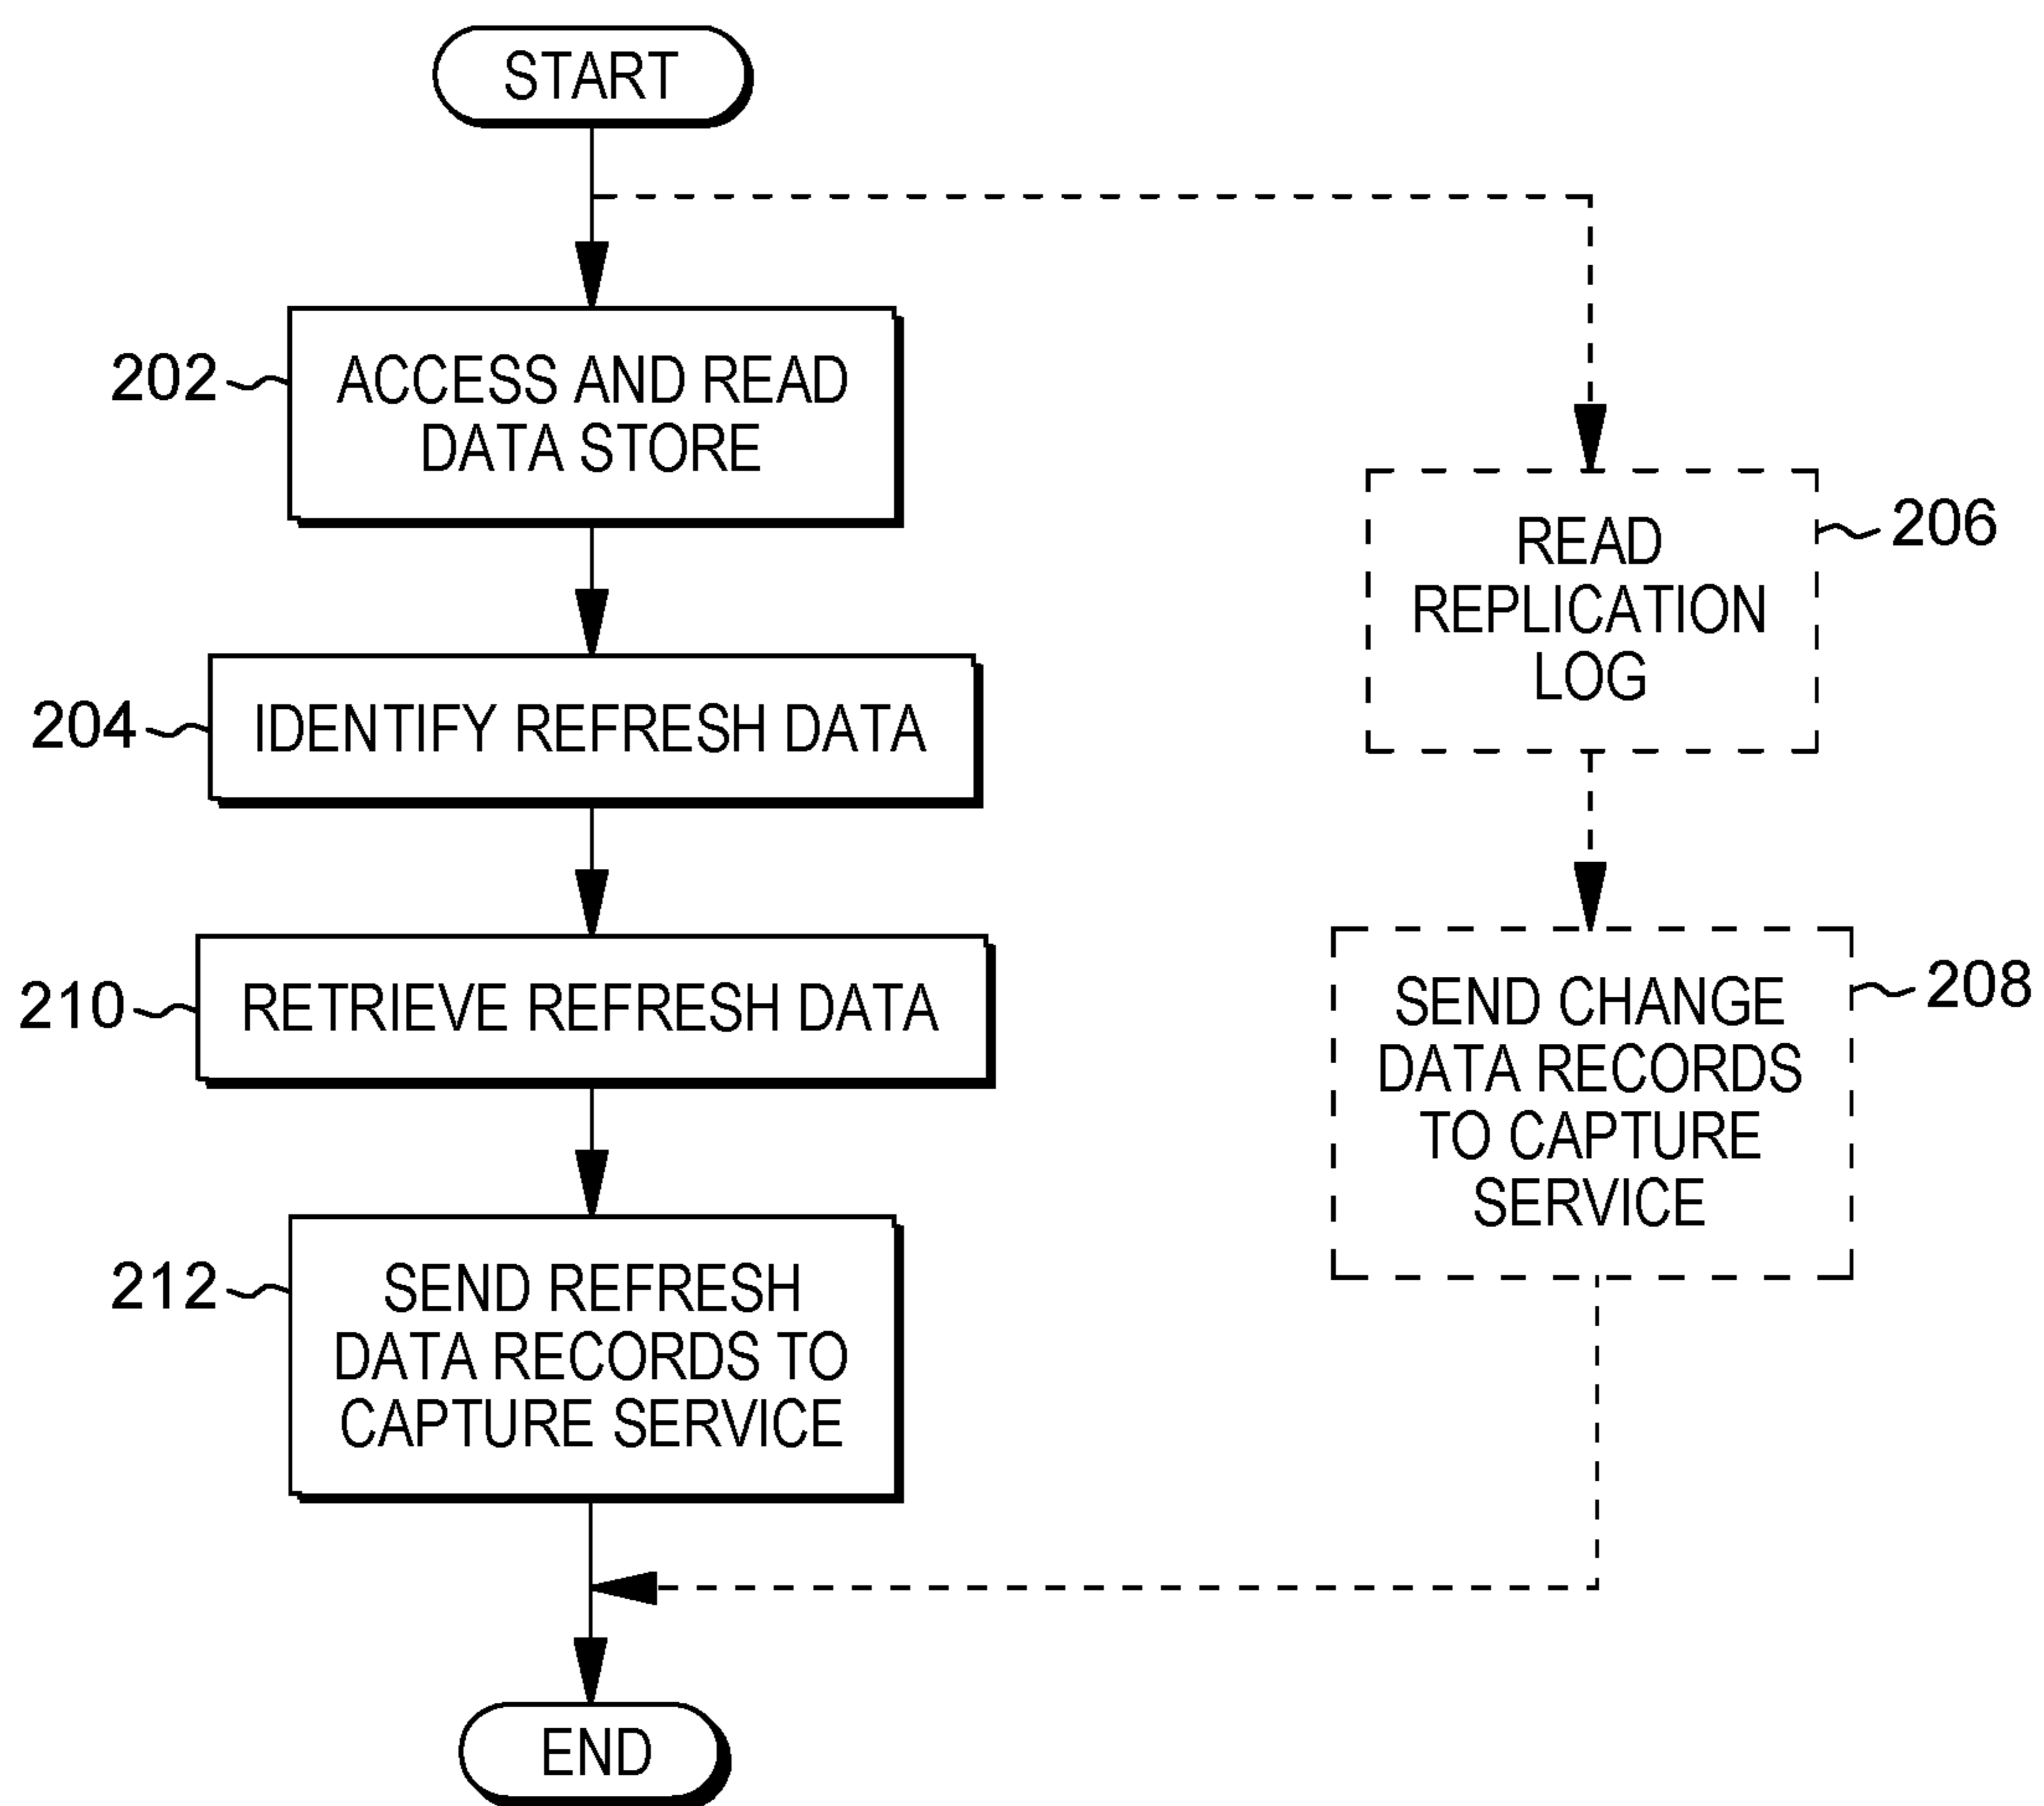 START
202
ACCESS AND READ
DATA STORE
204
IDENTIFY REFRESH DATA
210
RETRIEVE REFRESH DATA
212
SEND REFRESH
DATA RECORDS TO
CAPTURE SERVICE
END
206
READ
REPLICATION
LOG
208
SEND CHANGE
DATA RECORDS
TO CAPTURE
SERVICE